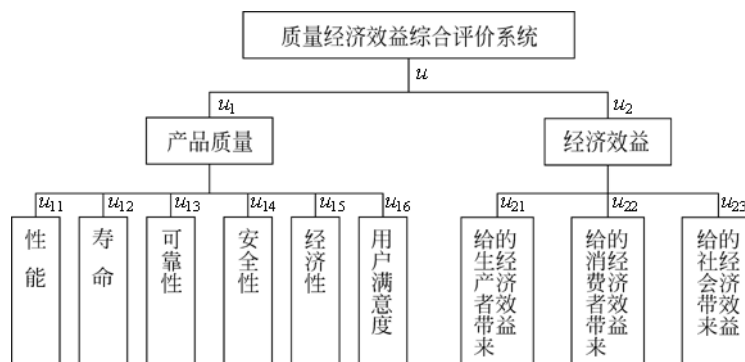 质量经济效益综合评价系统
u
u₁
u₂
产品质量
经济效益
u₁₁
u₁₂
u₁₃
u₁₄
u₁₅
u₁₆
u₂₁
u₂₂
u₂₃
性能
寿命
可靠性
安全性
经济性
用户满意度
给生产者带来
的经济效益
给消费者带来
的经济效益
给社会带来
的经济效益